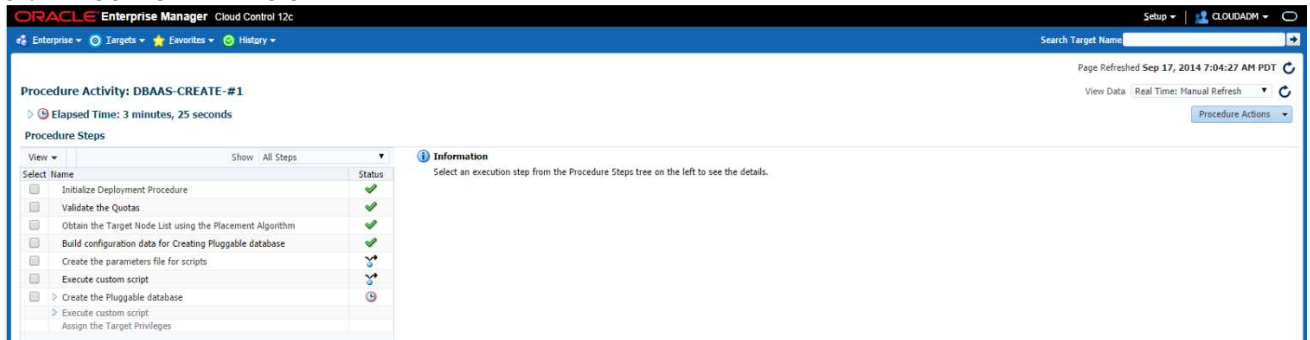 ORACLE Enterprise Manager Cloud Control 12c
Setup CLOUDADM
Enterprise Targets Favorites History
Search Target Name
Page Refreshed Sep 17, 2014 7:04:27 AM PDT
Procedure Activity: DBAAS-CREATE-#1
View Data Real Time: Manual Refresh
Elapsed Time: 3 minutes, 25 seconds
Procedure Actions
Procedure Steps
View Show All Steps
Select Name Status
Initialize Deployment Procedure
Validate the Quotas
Obtain the Target Node List using the Placement Algorithm
Build configuration data for Creating Pluggable database
Create the parameters file for scripts
Execute custom script
Create the Pluggable database
Execute custom script
Assign the Target Privileges
Information
Select an execution step from the Procedure Steps tree on the left to see the details.